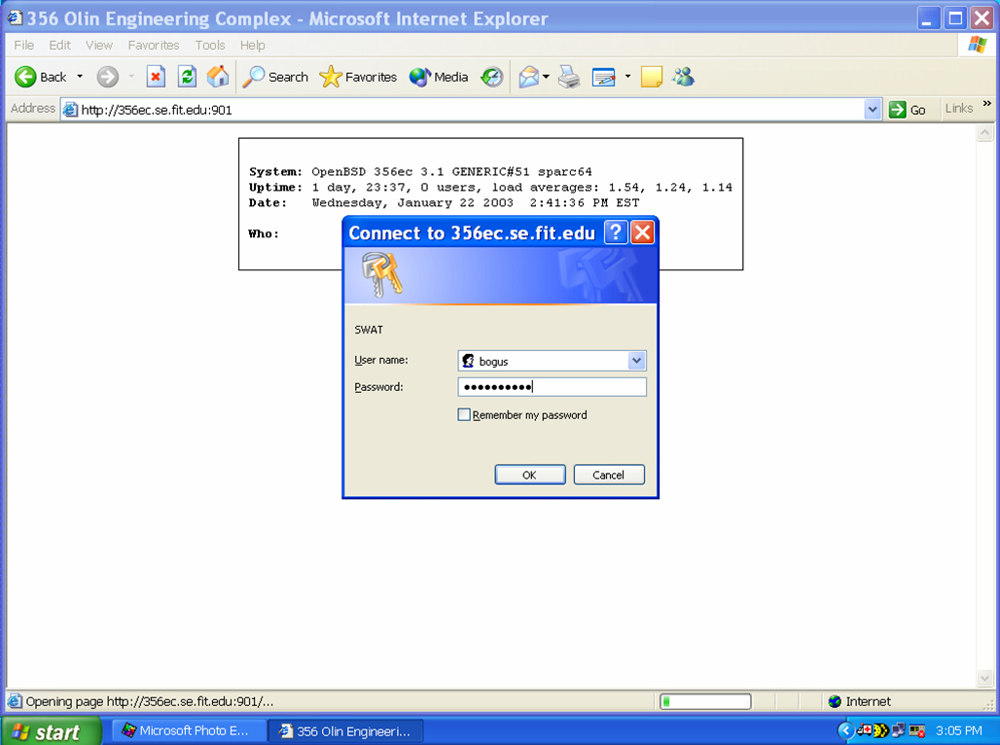 356 Olin Engineering Complex - Microsoft Internet Explorer
File Edit View Favorites Tools Help
Back Search Favorites Media
Address http://356ec.se.fit.edu:901 Go Links »
System: OpenBSD 356ec 3.1 GENERIC#51 sparc64
Uptime: 1 day, 23:37, 0 users, load averages: 1.54, 1.24, 1.14
Date: Wednesday, January 22 2003 2:41:36 PM EST
Who:
Connect to 356ec.se.fit.edu
SWAT
User name: bogus
Password: ••••••••••
Remember my password
OK Cancel
Opening page http://356ec.se.fit.edu:901/... Internet
start Microsoft Photo E... 356 Olin Engineeri... 3:05 PM